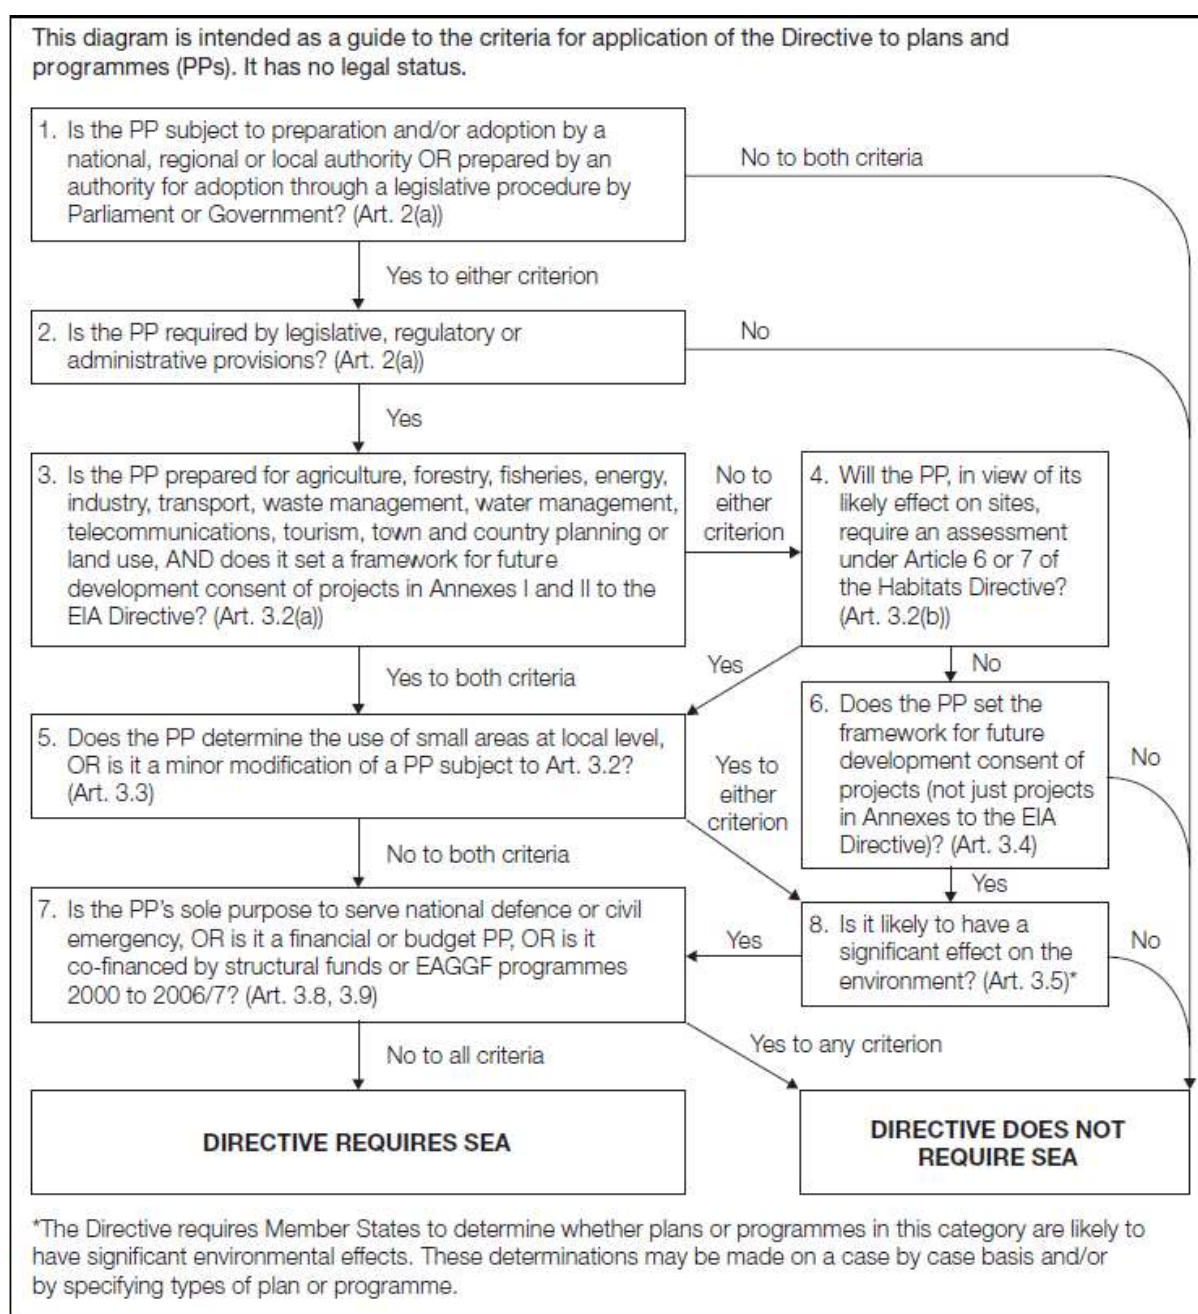 This diagram is intended as a guide to the criteria for application of the Directive to plans and
programmes (PPs). It has no legal status.
1. Is the PP subject to preparation and/or adoption by a
national, regional or local authority OR prepared by an
authority for adoption through a legislative procedure by
Parliament or Government? (Art. 2(a))
No to both criteria
Yes to either criterion
2. Is the PP required by legislative, regulatory or
administrative provisions? (Art. 2(a))
No
Yes
3. Is the PP prepared for agriculture, forestry, fisheries, energy,
industry, transport, waste management, water management,
telecommunications, tourism, town and country planning or
land use, AND does it set a framework for future
development consent of projects in Annexes I and II to the
EIA Directive? (Art. 3.2(a))
No to
either
criterion
4. Will the PP, in view of its
likely effect on sites,
require an assessment
under Article 6 or 7 of
the Habitats Directive?
(Art. 3.2(b))
Yes to both criteria
Yes
No
5. Does the PP determine the use of small areas at local level,
OR is it a minor modification of a PP subject to Art. 3.2?
(Art. 3.3)
Yes to
either
criterion
6. Does the PP set the
framework for future
development consent of
projects (not just projects
in Annexes to the EIA
Directive)? (Art. 3.4)
No
No to both criteria
Yes
7. Is the PP's sole purpose to serve national defence or civil
emergency, OR is it a financial or budget PP, OR is it
co-financed by structural funds or EAGGF programmes
2000 to 2006/7? (Art. 3.8, 3.9)
Yes
8. Is it likely to have a
significant effect on the
environment? (Art. 3.5)*
No
No to all criteria
Yes to any criterion
DIRECTIVE REQUIRES SEA
DIRECTIVE DOES NOT
REQUIRE SEA
*The Directive requires Member States to determine whether plans or programmes in this category are likely to
have significant environmental effects. These determinations may be made on a case by case basis and/or
by specifying types of plan or programme.